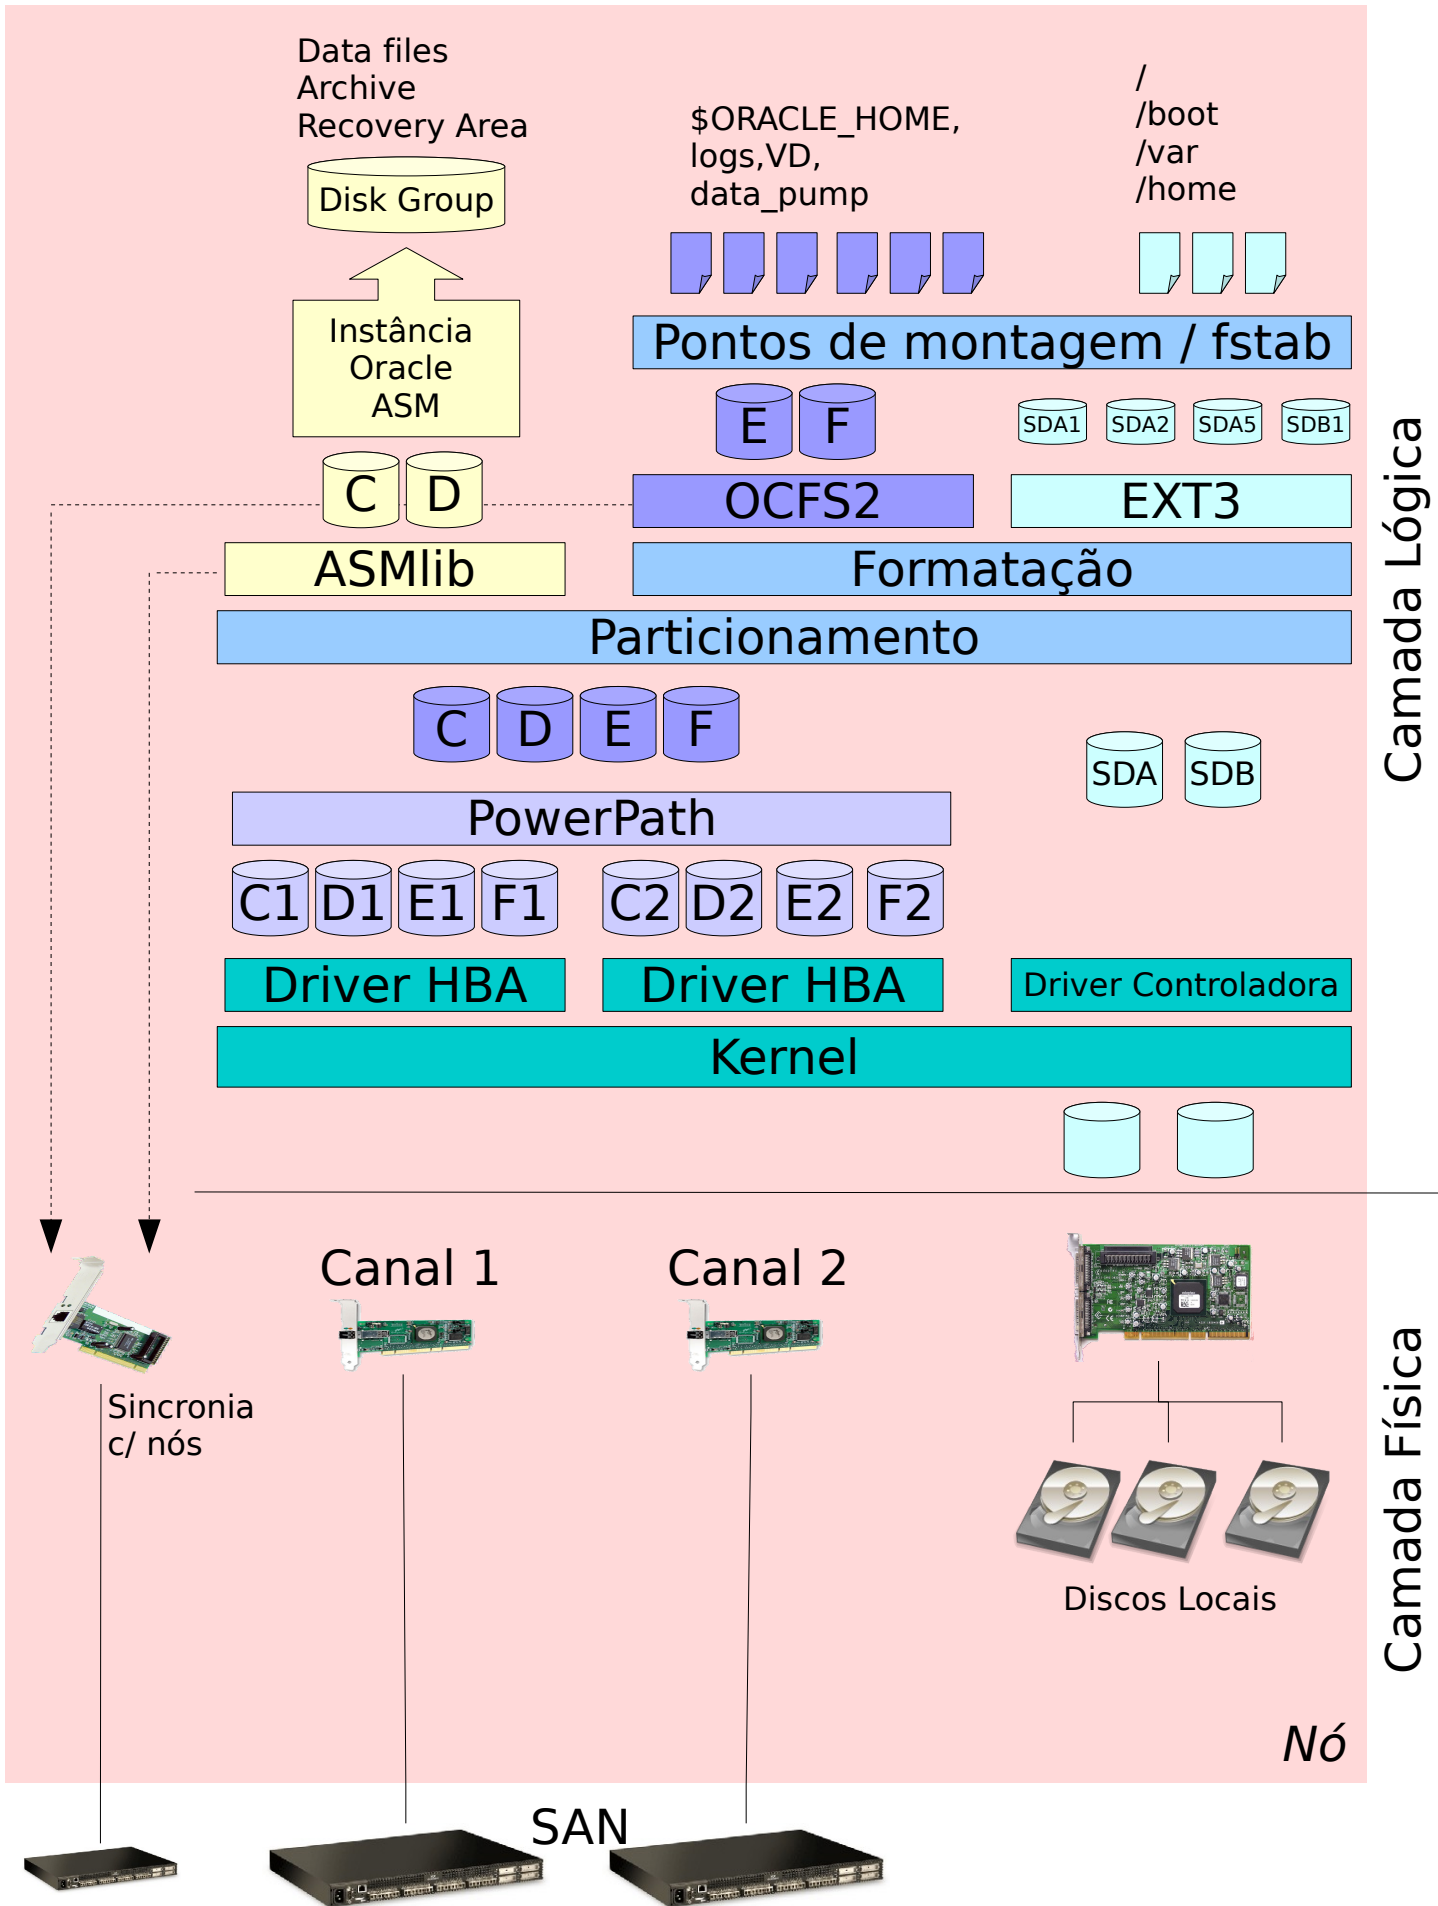 Data files
Archive
Recovery Area
Disk Group
$ORACLE_HOME,
logs,VD,
data_pump
/
/boot
/var
/home
Instância
Oracle
ASM
Pontos de montagem / fstab
E F
SDA1 SDA2 SDA5 SDB1
C D
OCFS2
EXT3
ASMlib
Formatação
Particionamento
C D E F
SDA SDB
PowerPath
C1 D1 E1 F1 C2 D2 E2 F2
Driver HBA
Driver HBA
Driver Controladora
Kernel
Camada Lógica
Canal 1
Canal 2
Sincronia
c/ nós
Discos Locais
Camada Física
Nó
SAN